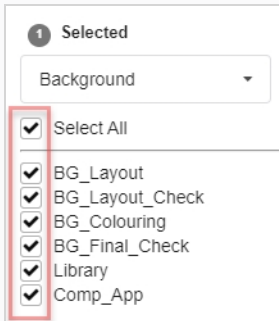 1 Selected
Background
Select All
BG_Layout
BG_Layout_Check
BG_Colouring
BG_Final_Check
Library
Comp_App